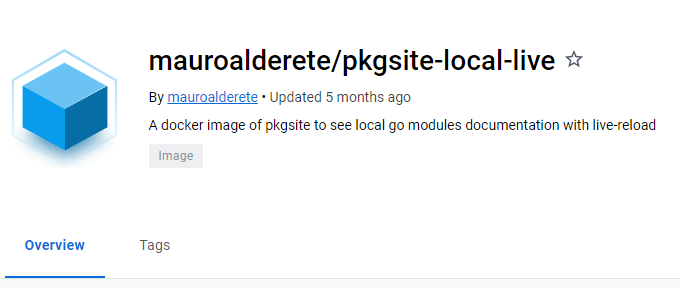 mauroalderete/pkgsite-local-live
By mauroalderete • Updated 5 months ago
A docker image of pkgsite to see local go modules documentation with live-reload
Image
Overview Tags